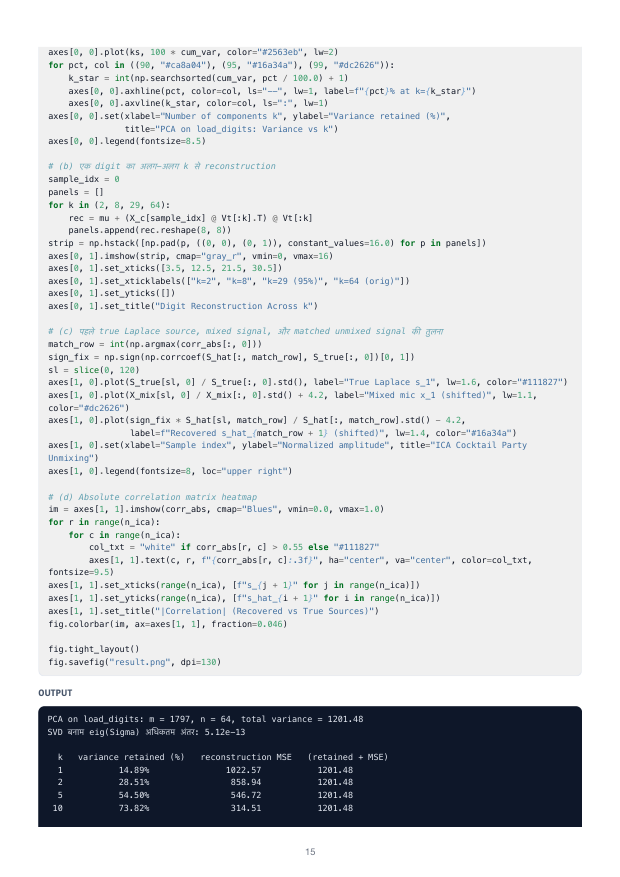 axes[0, 0].plot(ks, 100 * cum_var, color="#2563eb", lw=2)
for pct, col in ((90, "#ca8a04"), (95, "#16a34a"), (99, "#dc2626")):
    k_star = int(np.searchsorted(cum_var, pct / 100.0) + 1)
    axes[0, 0].axhline(pct, color=col, ls="--", lw=1, label=f"{pct}% at k={k_star}")
    axes[0, 0].axvline(k_star, color=col, ls=":", lw=1)
axes[0, 0].set(xlabel="Number of components k", ylabel="Variance retained (%)",
               title="PCA on load_digits: Variance vs k")
axes[0, 0].legend(fontsize=8.5)

# (b) एक digit का अलग-अलग k से reconstruction
sample_idx = 0
panels = []
for k in (2, 8, 29, 64):
    rec = mu + (X_c[sample_idx] @ Vt[:k].T) @ Vt[:k]
    panels.append(rec.reshape(8, 8))
strip = np.hstack([np.pad(p, ((0, 0), (0, 1)), constant_values=16.0) for p in panels])
axes[0, 1].imshow(strip, cmap="gray_r", vmin=0, vmax=16)
axes[0, 1].set_xticks([3.5, 12.5, 21.5, 30.5])
axes[0, 1].set_xticklabels(["k=2", "k=8", "k=29 (95%)", "k=64 (orig)"])
axes[0, 1].set_yticks([])
axes[0, 1].set_title("Digit Reconstruction Across k")

# (c) पहले true Laplace source, mixed signal, और matched unmixed signal की तुलना
match_row = int(np.argmax(corr_abs[:, 0]))
sign_fix = np.sign(np.corrcoef(S_hat[:, match_row], S_true[:, 0])[0, 1])
sl = slice(0, 120)
axes[1, 0].plot(S_true[sl, 0] / S_true[:, 0].std(), label="True Laplace s_1", lw=1.6, color="#111827")
axes[1, 0].plot(X_mix[sl, 0] / X_mix[:, 0].std() + 4.2, label="Mixed mic x_1 (shifted)", lw=1.1,
color="#dc2626")
axes[1, 0].plot(sign_fix * S_hat[sl, match_row] / S_hat[:, match_row].std() - 4.2,
                label=f"Recovered s_hat_{match_row + 1} (shifted)", lw=1.4, color="#16a34a")
axes[1, 0].set(xlabel="Sample index", ylabel="Normalized amplitude", title="ICA Cocktail Party
Unmixing")
axes[1, 0].legend(fontsize=8, loc="upper right")

# (d) Absolute correlation matrix heatmap
im = axes[1, 1].imshow(corr_abs, cmap="Blues", vmin=0.0, vmax=1.0)
for r in range(n_ica):
    for c in range(n_ica):
        col_txt = "white" if corr_abs[r, c] > 0.55 else "#111827"
        axes[1, 1].text(c, r, f"{corr_abs[r, c]:.3f}", ha="center", va="center", color=col_txt,
fontsize=9.5)
axes[1, 1].set_xticks(range(n_ica), [f"s_{j + 1}" for j in range(n_ica)])
axes[1, 1].set_yticks(range(n_ica), [f"s_hat_{i + 1}" for i in range(n_ica)])
axes[1, 1].set_title("|Correlation| (Recovered vs True Sources)")
fig.colorbar(im, ax=axes[1, 1], fraction=0.046)

fig.tight_layout()
fig.savefig("result.png", dpi=130)

OUTPUT

PCA on load_digits: m = 1797, n = 64, total variance = 1201.48
SVD बनाम eig(Sigma) अधिकतम अंतर: 5.12e-13

  k   variance retained (%)   reconstruction MSE   (retained + MSE)
  1           14.89%               1022.57           1201.48
  2           28.51%                858.94           1201.48
  5           54.50%                546.72           1201.48
 10           73.82%                314.51           1201.48

15